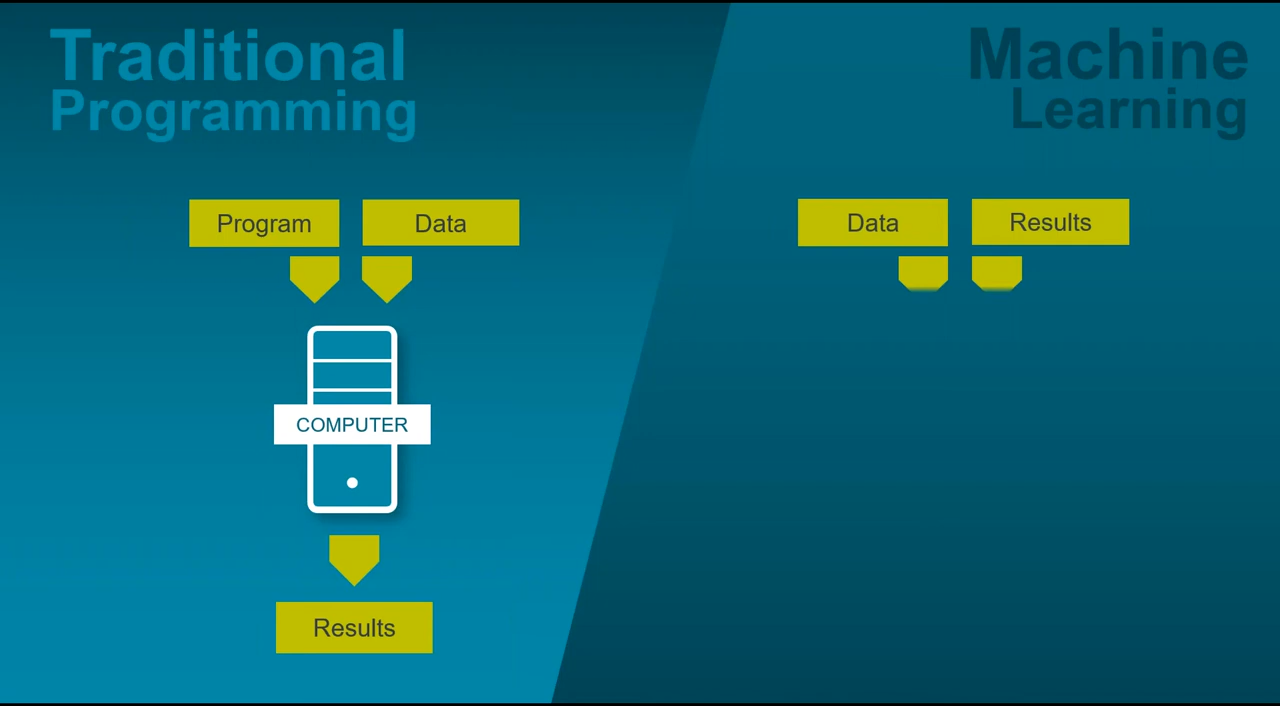 Traditional
Programming
Machine
Learning
Program
Data
COMPUTER
Results
Data
Results